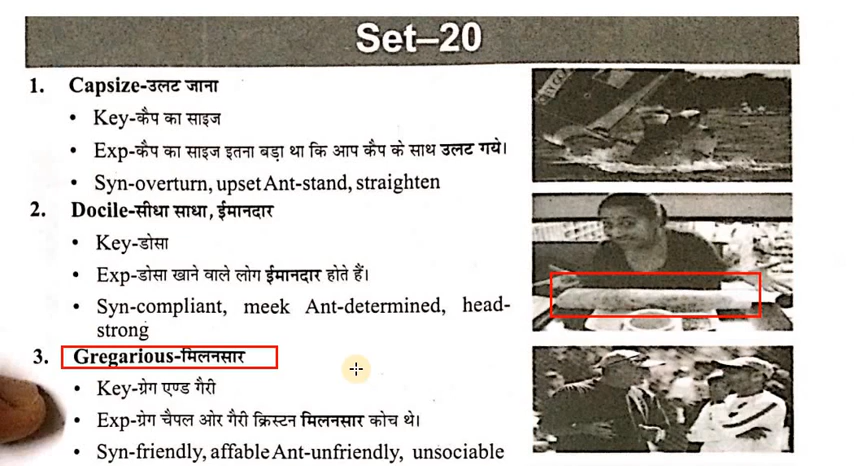 Set–20
1. Capsize-उलट जाना
• Key-कैप का साइज
• Exp-कैप का साइज इतना बड़ा था कि आप कैप के साथ उलट गये।
• Syn-overturn, upset Ant-stand, straighten
2. Docile-सीधा साधा, ईमानदार
• Key-डोसा
• Exp-डोसा खाने वाले लोग ईमानदार होते हैं।
• Syn-compliant, meek Ant-determined, head-
strong
3. Gregarious-मिलनसार
• Key-ग्रेग एण्ड गैरी
• Exp-ग्रेग चैपल ओर गैरी क्रिस्टन मिलनसार कोच थे।
• Syn-friendly, affable Ant-unfriendly, unsociable